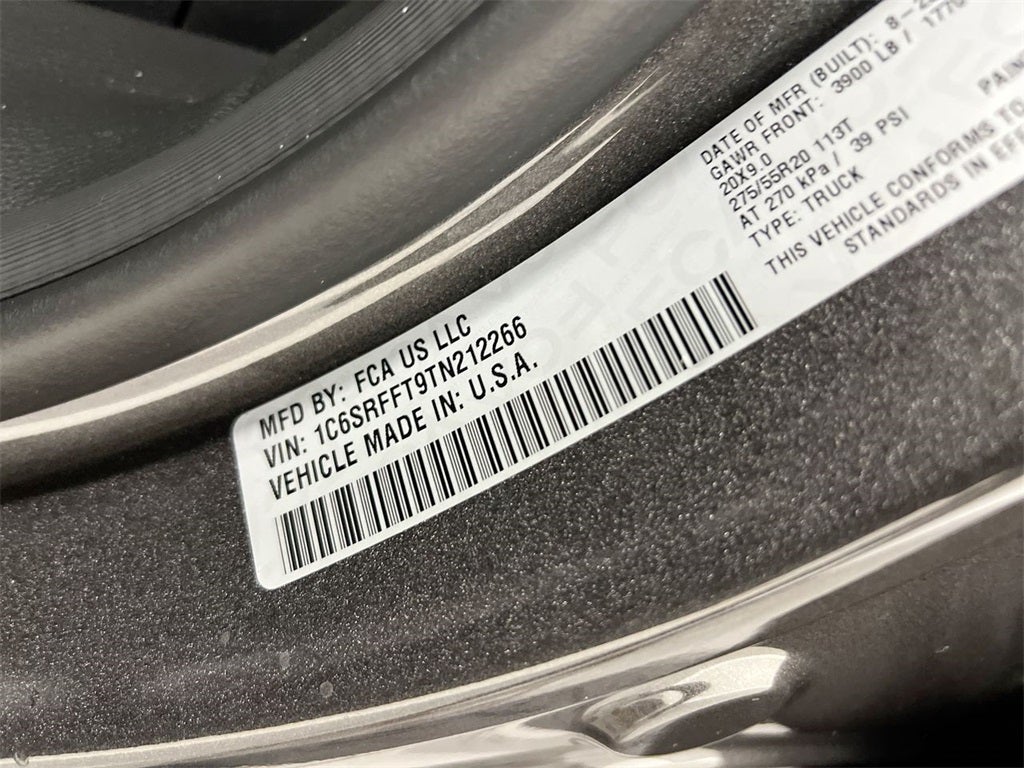 MFD BY: FCA US LLC
VIN: 1C6SRFFT9TN212266
VEHICLE MADE IN: U.S.A.
DATE OF MFR (BUILT):
GAWR FRONT: 3900 LB /
20X9.0
275/55R20 113T
AT 270 kPa / 39 PSI
TYPE: TRUCK
THIS VEHICLE CONFORMS TO
STANDARDS IN